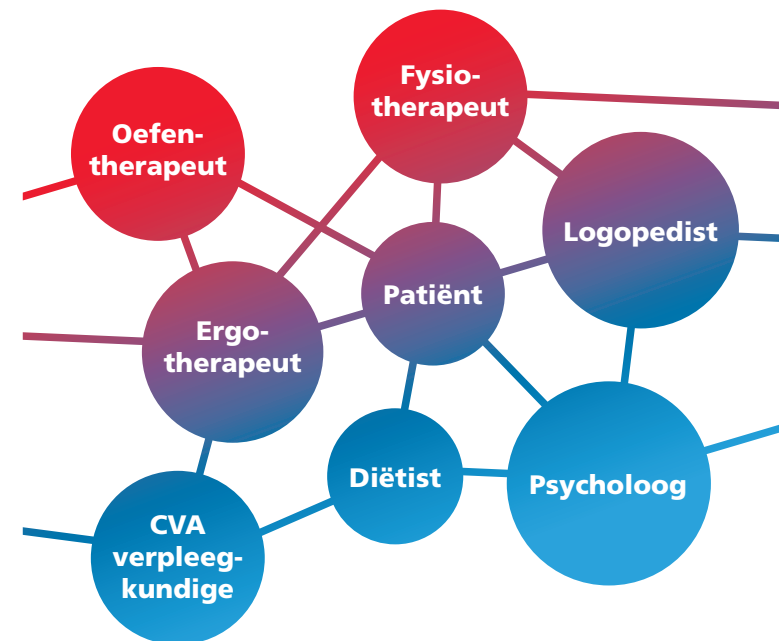 Fysio-
therapeut
Oefen-
therapeut
Logopedist
Patiënt
Ergo-
therapeut
Diëtist
Psycholoog
CVA
verpleeg-
kundige